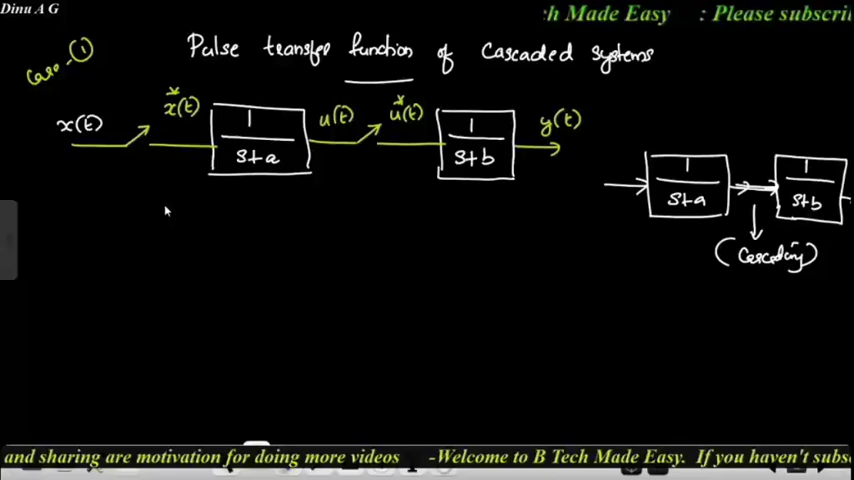 Dinu A G
:h Made Easy : Please subscri
Pulse transfer function of Cascaded systems
Case-①
x(t) x*(t) 1/(s+a) u(t) u*(t) 1/(s+b) y(t)
1/(s+a) 1/(s+b)
(Cascading)
and sharing are motivation for doing more videos -Welcome to B Tech Made Easy. If you haven't subs